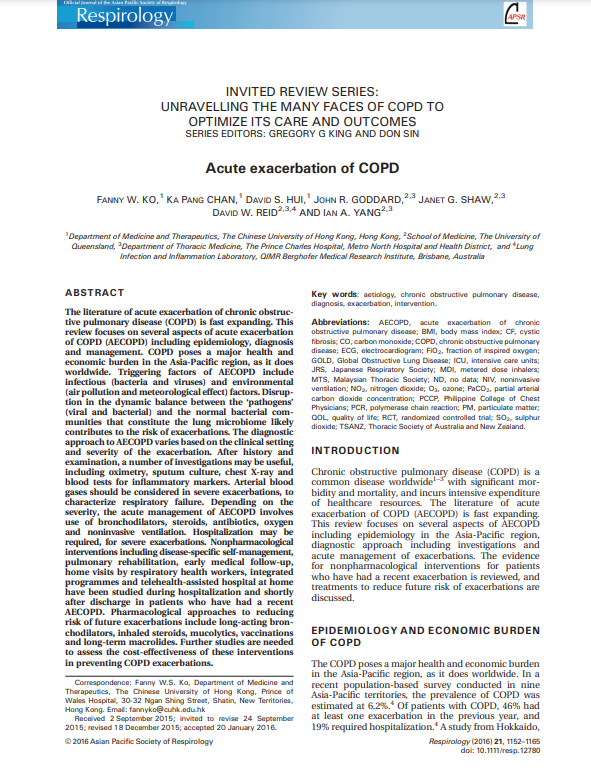 Official Journal of the Asian Pacific Society of Respirology
Respirology
APSR
INVITED REVIEW SERIES:
UNRAVELLING THE MANY FACES OF COPD TO
OPTIMIZE ITS CARE AND OUTCOMES
SERIES EDITORS: GREGORY G KING AND DON SIN
Acute exacerbation of COPD
FANNY W. KO,1 KA PANG CHAN,1 DAVID S. HUI,1 JOHN R. GODDARD,2,3 JANET G. SHAW,2,3
DAVID W. REID2,3,4 AND IAN A. YANG2,3
1Department of Medicine and Therapeutics, The Chinese University of Hong Kong, Hong Kong, 2School of Medicine, The University of
Queensland, 3Department of Thoracic Medicine, The Prince Charles Hospital, Metro North Hospital and Health District, and 4Lung
Infection and Inflammation Laboratory, QIMR Berghofer Medical Research Institute, Brisbane, Australia
ABSTRACT
The literature of acute exacerbation of chronic obstruc-
tive pulmonary disease (COPD) is fast expanding. This
review focuses on several aspects of acute exacerbation
of COPD (AECOPD) including epidemiology, diagnosis
and management. COPD poses a major health and
economic burden in the Asia-Pacific region, as it does
worldwide. Triggering factors of AECOPD include
infectious (bacteria and viruses) and environmental
(air pollution and meteorological effect) factors. Disrup-
tion in the dynamic balance between the 'pathogens'
(viral and bacterial) and the normal bacterial com-
munities that constitute the lung microbiome likely
contributes to the risk of exacerbations. The diagnostic
approach to AECOPD varies based on the clinical setting
and severity of the exacerbation. After history and
examination, a number of investigations may be useful,
including oximetry, sputum culture, chest X-ray and
blood tests for inflammatory markers. Arterial blood
gases should be considered in severe exacerbations, to
characterize respiratory failure. Depending on the
severity, the acute management of AECOPD involves
use of bronchodilators, steroids, antibiotics, oxygen
and noninvasive ventilation. Hospitalization may be
required, for severe exacerbations. Nonpharmacological
interventions including disease-specific self-management,
pulmonary rehabilitation, early medical follow-up,
home visits by respiratory health workers, integrated
programmes and telehealth-assisted hospital at home
have been studied during hospitalization and shortly
after discharge in patients who have had a recent
AECOPD. Pharmacological approaches to reducing
risk of future exacerbations include long-acting bron-
chodilators, inhaled steroids, mucolytics, vaccinations
and long-term macrolides. Further studies are needed
to assess the cost-effectiveness of these interventions
in preventing COPD exacerbations.
Correspondence: Fanny W.S. Ko, Department of Medicine and
Therapeutics, The Chinese University of Hong Kong, Prince of
Wales Hospital, 30-32 Ngan Shing Street, Shatin, New Territories,
Hong Kong. Email: fannyko@cuhk.edu.hk
Received 2 September 2015; invited to revise 24 September
2015; revised 18 December 2015; accepted 20 January 2016.
Key words: aetiology, chronic obstructive pulmonary disease,
diagnosis, exacerbation, intervention.
Abbreviations: AECOPD, acute exacerbation of chronic
obstructive pulmonary disease; BMI, body mass index; CF, cystic
fibrosis; CO, carbon monoxide; COPD, chronic obstructive pulmonary
disease; ECG, electrocardiogram; FiO2, fraction of inspired oxygen;
GOLD, Global Obstructive Lung Disease; ICU, intensive care units;
JRS, Japanese Respiratory Society; MDI, metered dose inhalers;
MTS, Malaysian Thoracic Society; ND, no data; NIV, noninvasive
ventilation; NO2, nitrogen dioxide; O3, ozone; PaCO2, partial arterial
carbon dioxide concentration; PCCP, Philippine College of Chest
Physicians; PCR, polymerase chain reaction; PM, particulate matter;
QOL, quality of life; RCT, randomized controlled trial; SO2, sulphur
dioxide; TSANZ, Thoracic Society of Australia and New Zealand.
INTRODUCTION
Chronic obstructive pulmonary disease (COPD) is a
common disease worldwide1–3 with significant mor-
bidity and mortality, and incurs intensive expenditure
of healthcare resources. The literature of acute
exacerbation of COPD (AECOPD) is fast expanding.
This review focuses on several aspects of AECOPD
including epidemiology in the Asia-Pacific region,
diagnostic approach including investigations and
acute management of exacerbations. The evidence
for nonpharmacological interventions for patients
who have had a recent exacerbation is reviewed, and
treatments to reduce future risk of exacerbations are
discussed.
EPIDEMIOLOGY AND ECONOMIC BURDEN
OF COPD
The COPD poses a major health and economic burden
in the Asia-Pacific region, as it does worldwide. In a
recent population-based survey conducted in nine
Asia-Pacific territories, the prevalence of COPD was
estimated at 6.2%.4 Of patients with COPD, 46% had
at least one exacerbation in the previous year, and
19% required hospitalization.4 A study from Hokkaido,
© 2016 Asian Pacific Society of Respirology
Respirology (2016) 21, 1152–1165
doi: 10.1111/resp.12780